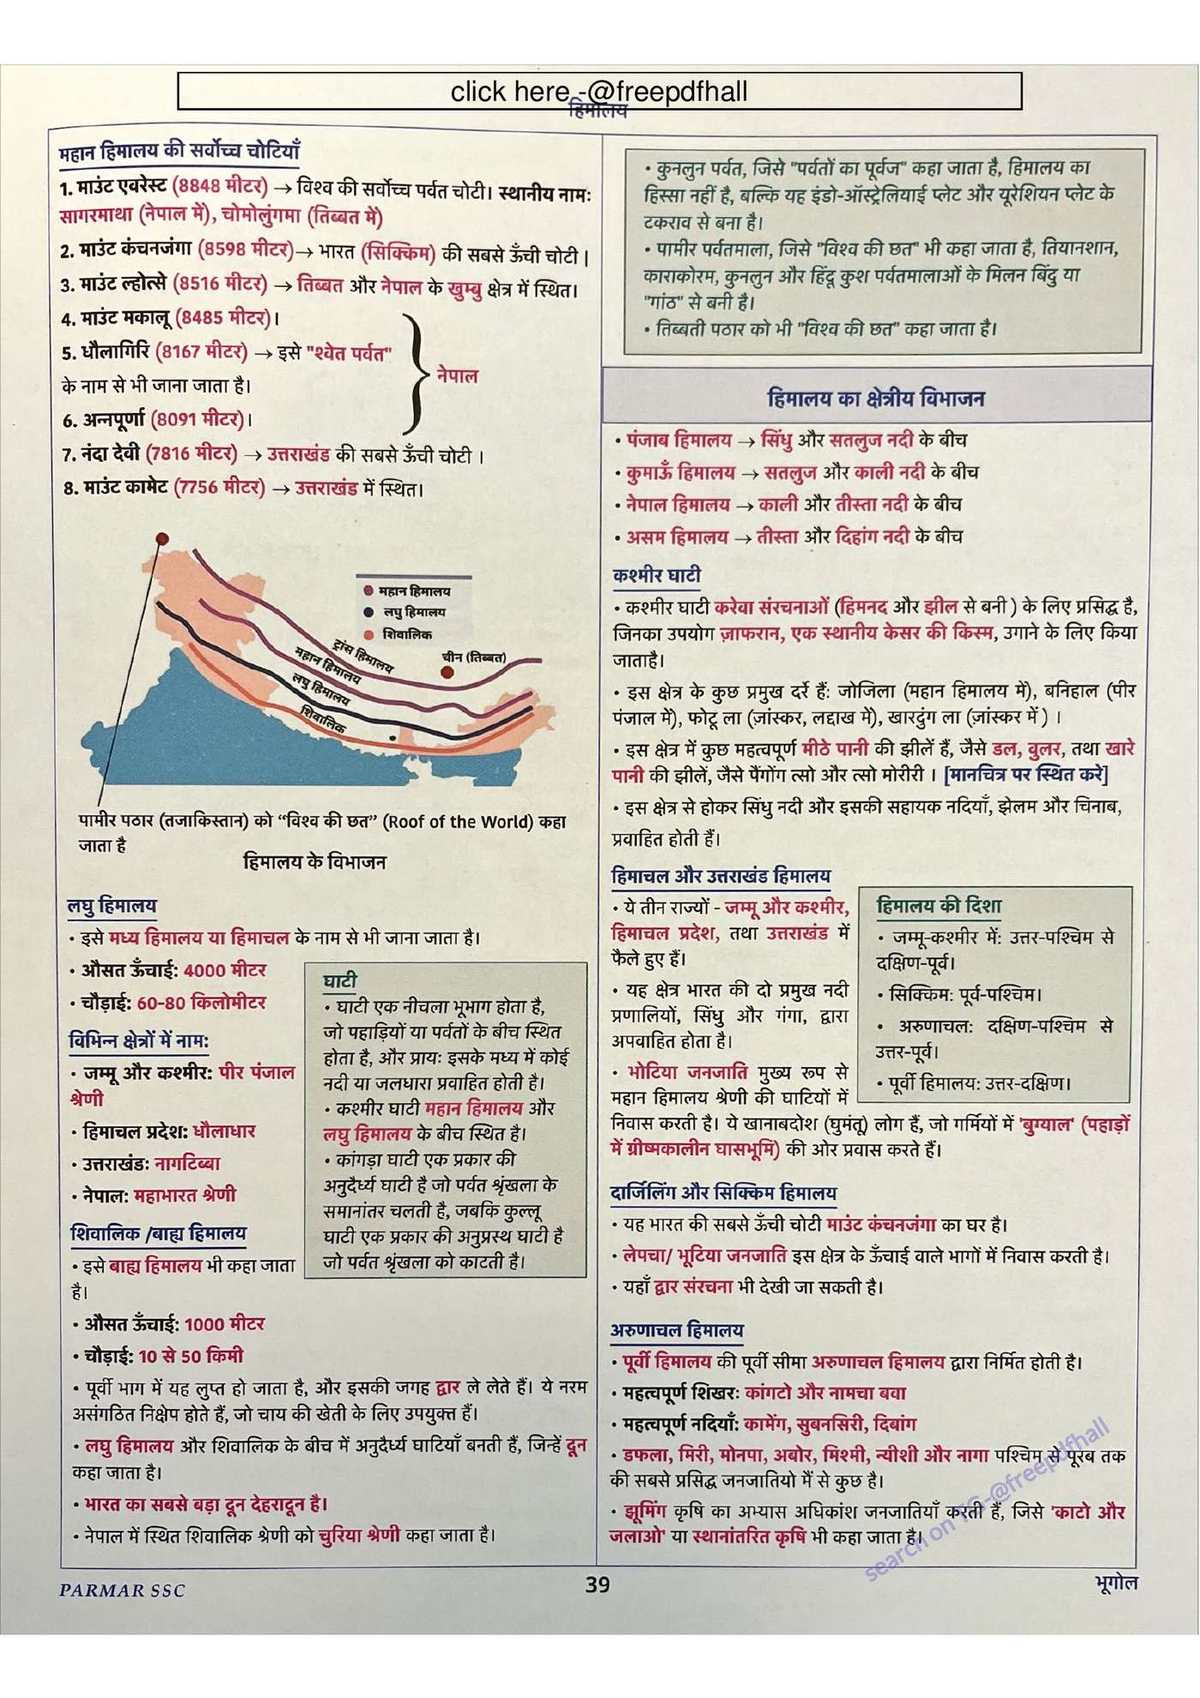 click here -@freepdfhall
हिमालय
महान हिमालय की सर्वोच्च चोटियाँ
1. माउंट एवरेस्ट (8848 मीटर) → विश्व की सर्वोच्च पर्वत चोटी। स्थानीय नामः
सागरमाथा (नेपाल में), चोमोलुंगमा (तिब्बत में)
2. माउंट कंचनजंगा (8598 मीटर)→ भारत (सिक्किम) की सबसे ऊँची चोटी |
3. माउंट ल्होत्से (8516 मीटर) → तिब्बत और नेपाल के खुम्बु क्षेत्र में स्थित।
4. माउंट मकालू (8485 मीटर)।
5. धौलागिरि (8167 मीटर) → इसे "श्वेत पर्वत"
के नाम से भी जाना जाता है।
6. अन्नपूर्णा (8091 मीटर)।
नेपाल
7. नंदा देवी (7816 मीटर) → उत्तराखंड की सबसे ऊँची चोटी ।
8. माउंट कामेट (7756 मीटर) → उत्तराखंड में स्थित।
महान हिमालय
लघु हिमालय
शिवालिक
चीन (तिब्बत)
ट्रांस हिमालय
महान हिमालय
लघु हिमालय
शिवालिक
पामीर पठार (तजाकिस्तान) को “विश्व की छत” (Roof of the World) कहा
जाता है
हिमालय के विभाजन
लघु हिमालय
• इसे मध्य हिमालय या हिमाचल के नाम से भी जाना जाता है।
• औसत ऊँचाई: 4000 मीटर
• चौड़ाई: 60-80 किलोमीटर
विभिन्न क्षेत्रों में नाम:
• जम्मू और कश्मीर: पीर पंजाल
श्रेणी
• हिमाचल प्रदेश: धौलाधार
• उत्तराखंडः नागटिब्बा
• नेपाल: महाभारत श्रेणी
घाटी
• घाटी एक नीचला भूभाग होता है,
जो पहाड़ियों या पर्वतों के बीच स्थित
होता है, और प्रायः इसके मध्य में कोई
नदी या जलधारा प्रवाहित होती है।
• कश्मीर घाटी महान हिमालय और
लघु हिमालय के बीच स्थित है।
• कांगड़ा घाटी एक प्रकार की
अनुदैर्ध्य घाटी है जो पर्वत श्रृंखला के
समानांतर चलती है, जबकि कुल्लू
घाटी एक प्रकार की अनुप्रस्थ घाटी है
जो पर्वत श्रृंखला को काटती है।
शिवालिक /बाह्य हिमालय
• इसे बाह्य हिमालय भी कहा जाता
है।
• औसत ऊँचाई: 1000 मीटर
• चौड़ाई: 10 से 50 किमी
• पूर्वी भाग में यह लुप्त हो जाता है, और इसकी जगह द्वार ले लेते हैं। ये नरम
असंगठित निक्षेप होते हैं, जो चाय की खेती के लिए उपयुक्त हैं।
• लघु हिमालय और शिवालिक के बीच में अनुदैर्ध्य घाटियाँ बनती हैं, जिन्हें दून
कहा जाता है।
• भारत का सबसे बड़ा दून देहरादून है।
• नेपाल में स्थित शिवालिक श्रेणी को चुरिया श्रेणी कहा जाता है।
• कुनलुन पर्वत, जिसे "पर्वतों का पूर्वज" कहा जाता है, हिमालय का
हिस्सा नहीं है, बल्कि यह इंडो-ऑस्ट्रेलियाई प्लेट और यूरेशियन प्लेट के
टकराव से बना है।
• पामीर पर्वतमाला, जिसे "विश्व की छत" भी कहा जाता है, तियानशान,
काराकोरम, कुनलुन और हिंदू कुश पर्वतमालाओं के मिलन बिंदु या
"गांठ" से बनी है।
• तिब्बती पठार को भी "विश्व की छत" कहा जाता है।
हिमालय का क्षेत्रीय विभाजन
• पंजाब हिमालय → सिंधु और सतलुज नदी के बीच
• कुमाऊँ हिमालय → सतलुज और काली नदी के बीच
• नेपाल हिमालय → काली और तीस्ता नदी के बीच
• असम हिमालय → तीस्ता और दिहांग नदी के बीच
कश्मीर घाटी
• कश्मीर घाटी करेवा संरचनाओं (हिमनद और झील से बनी ) के लिए प्रसिद्ध है,
जिनका उपयोग ज़ाफरान, एक स्थानीय केसर की किस्म, उगाने के लिए किया
जाताहै।
• इस क्षेत्र के कुछ प्रमुख दर्रे हैं: जोजिला (महान हिमालय में), बनिहाल (पीर
पंजाल में), फोटू ला (ज़ांस्कर, लद्दाख में), खारदुंग ला (ज़ांस्कर में ) ।
• इस क्षेत्र में कुछ महत्वपूर्ण मीठे पानी की झीलें हैं, जैसे डल, वुलर, तथा खारे
पानी की झीलें, जैसे पैंगोंग त्सो और त्सो मोरीरी । [मानचित्र पर स्थित करे]
• इस क्षेत्र से होकर सिंधु नदी और इसकी सहायक नदियाँ, झेलम और चिनाब,
प्रवाहित होती हैं।
हिमाचल और उत्तराखंड हिमालय
• ये तीन राज्यों - जम्मू और कश्मीर,
हिमाचल प्रदेश, तथा उत्तराखंड में
फैले हुए हैं।
• यह क्षेत्र भारत की दो प्रमुख नदी
प्रणालियों, सिंधु और गंगा, द्वारा
अपवाहित होता है।
• भोटिया जनजाति मुख्य रूप से
महान हिमालय श्रेणी की घाटियों में
निवास करती है। ये खानाबदोश (घुमंतू) लोग हैं, जो गर्मियों में 'बुग्याल' (पहाड़ों
में ग्रीष्मकालीन घासभूमि) की ओर प्रवास करते हैं।
हिमालय की दिशा
• जम्मू-कश्मीर में: उत्तर-पश्चिम से
दक्षिण-पूर्व।
• सिक्किम: पूर्व-पश्चिम।
• अरुणाचल: दक्षिण-पश्चिम से
उत्तर-पूर्व।
• पूर्वी हिमालय: उत्तर-दक्षिण।
दार्जिलिंग और सिक्किम हिमालय
• यह भारत की सबसे ऊँची चोटी माउंट कंचनजंगा का घर है।
• लेपचा/ भूटिया जनजाति इस क्षेत्र के ऊँचाई वाले भागों में निवास करती है।
• यहाँ द्वार संरचना भी देखी जा सकती है।
अरुणाचल हिमालय
• पूर्वी हिमालय की पूर्वी सीमा अरुणाचल हिमालय द्वारा निर्मित होती है।
• महत्वपूर्ण शिखरः कांगटो और नामचा बवा
• महत्वपूर्ण नदियाँ: कामेंग, सुबनसिरी, दिबांग
• डफला, मिरी, मोनपा, अबोर, मिश्मी, न्यीशी और नागा पश्चिम से पूरब तक
की सबसे प्रसिद्ध जनजातियो मैं से कुछ है।
• झूमिंग कृषि का अभ्यास अधिकांश जनजातियाँ करती हैं, जिसे 'काटो और
जलाओ' या स्थानांतरित कृषि भी कहा जाता है।
search on TG-@freepdfhall
PARMAR SSC
39
भूगोल